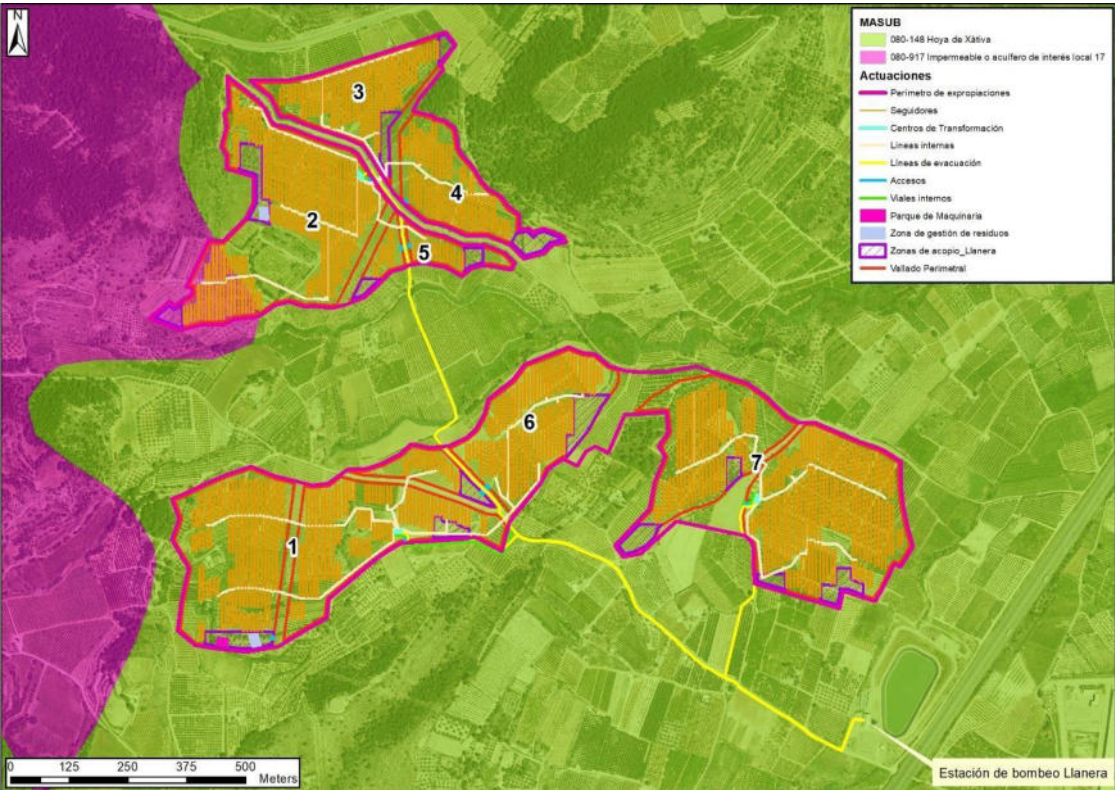 N
MASUB
080-148 Hoya de Xàtiva
080-917 Impermeable o acuífero de interés local 17
Actuaciones
Perímetro de expropiaciones
Seguidores
Centros de Transformación
Líneas internas
Líneas de evacuación
Accesos
Viales internos
Parque de Maquinaria
Zona de gestión de residuos
Zonas de acopio_Llanera
Vallado Perimetral
3
4
2
5
6
7
1
0 125 250 375 500
Meters
Estación de bombeo Llanera